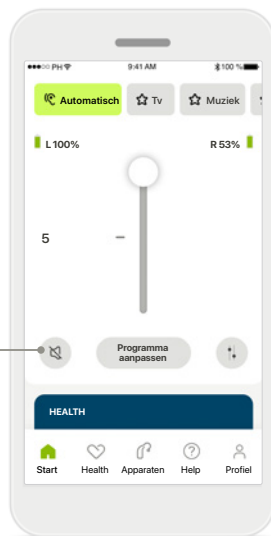 PH 9:41 AM 100 %
Automatisch Tv Muziek
L 100% R 53%
5
Programma
aanpassen
HEALTH
Start Health Apparaten Help Profiel